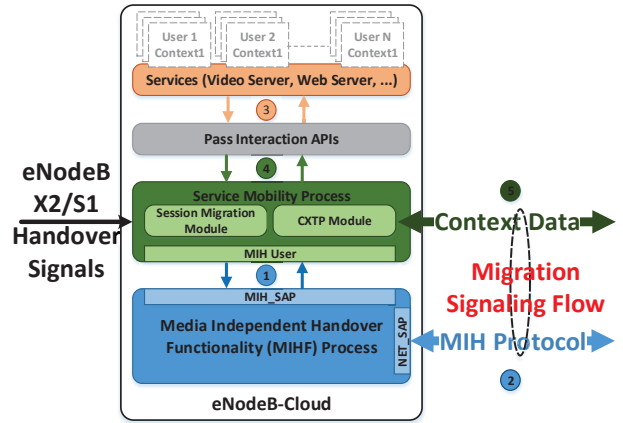 User 1
Context1
User 2
Context1
User N
Context1
Services (Video Server, Web Server, ...)
3
Pass Interaction APIs
4
Service Mobility Process
Session Migration
Module
CXTP Module
MIH User
1
MIH_SAP
Media Independent Handover
Functionality (MIHF) Process
NET_SAP
eNodeB-Cloud
eNodeB
X2/S1
Handover
Signals
5
Context Data
Migration
Signaling Flow
MIH Protocol
2